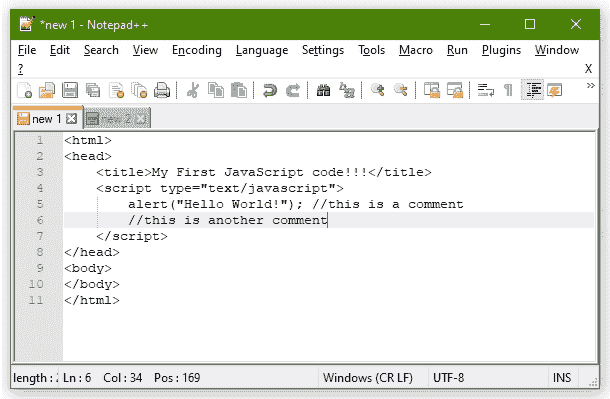 *new 1 - Notepad++
File Edit Search View Encoding Language Settings Tools Macro Run Plugins Window
? X
new 1 new 2
1 <html>
2 <head>
3 <title>My First JavaScript code!!!</title>
4 <script type="text/javascript">
5 alert("Hello World!"); //this is a comment
6 //this is another comment
7 </script>
8 </head>
9 <body>
10 </body>
11 </html>
length : Ln : 6 Col : 34 Pos : 169 Windows (CR LF) UTF-8 INS